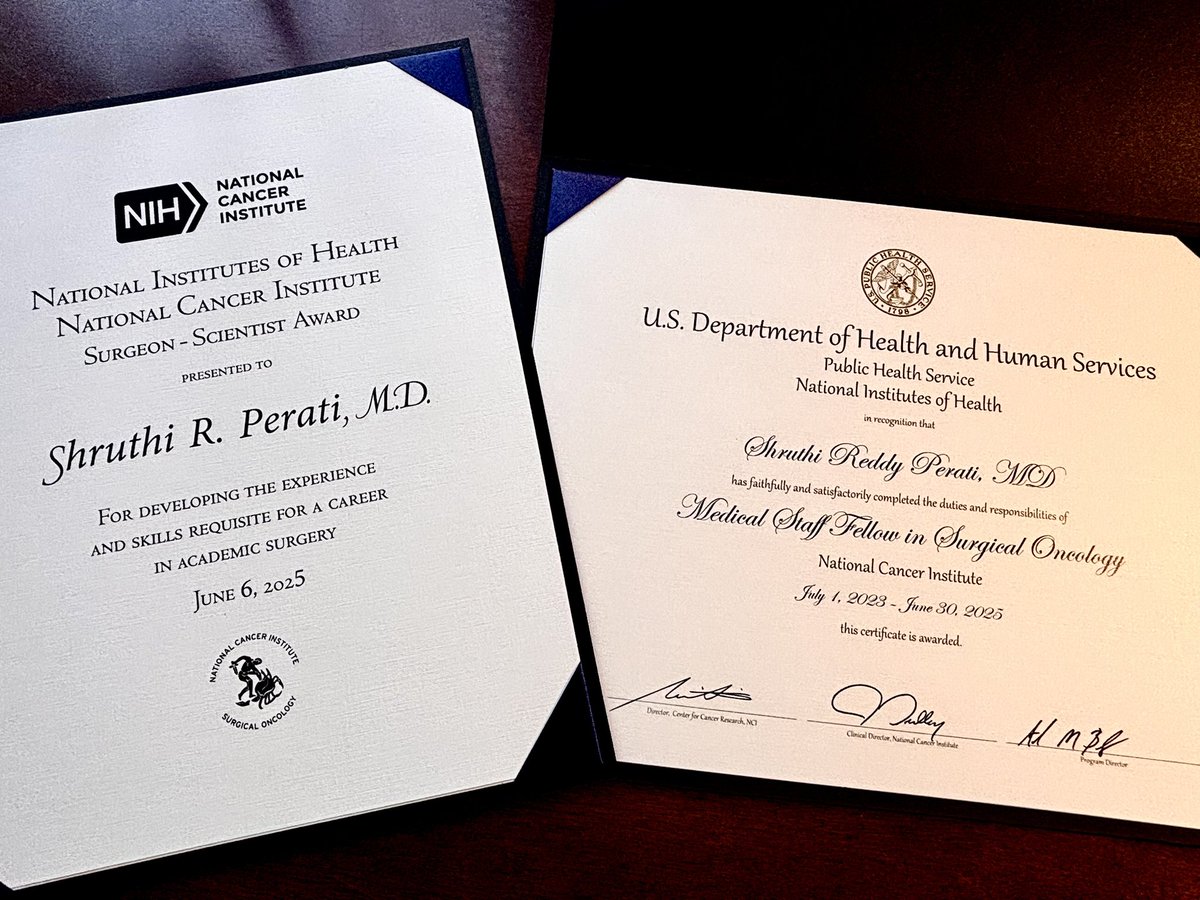 NIH
NATIONAL
CANCER
INSTITUTE
National Institutes of Health
National Cancer Institute
Surgeon-Scientist Award
presented to
Shruthi R. Perati, M.D.
For developing the experience
and skills requisite for a career
in academic surgery
June 6, 2025
NATIONAL CANCER INSTITUTE
SURGICAL ONCOLOGY
U.S. PUBLIC HEALTH SERVICE
1798
U.S. Department of Health and Human Services
Public Health Service
National Institutes of Health
in recognition that
Shruthi Reddy Perati, MD
has faithfully and satisfactorily completed the duties and responsibilities of
Medical Staff Fellow in Surgical Oncology
National Cancer Institute
July 1, 2023 - June 30, 2025
this certificate is awarded.
Director, Center for Cancer Research, NCI
Clinical Director, National Cancer Institute
Program Director